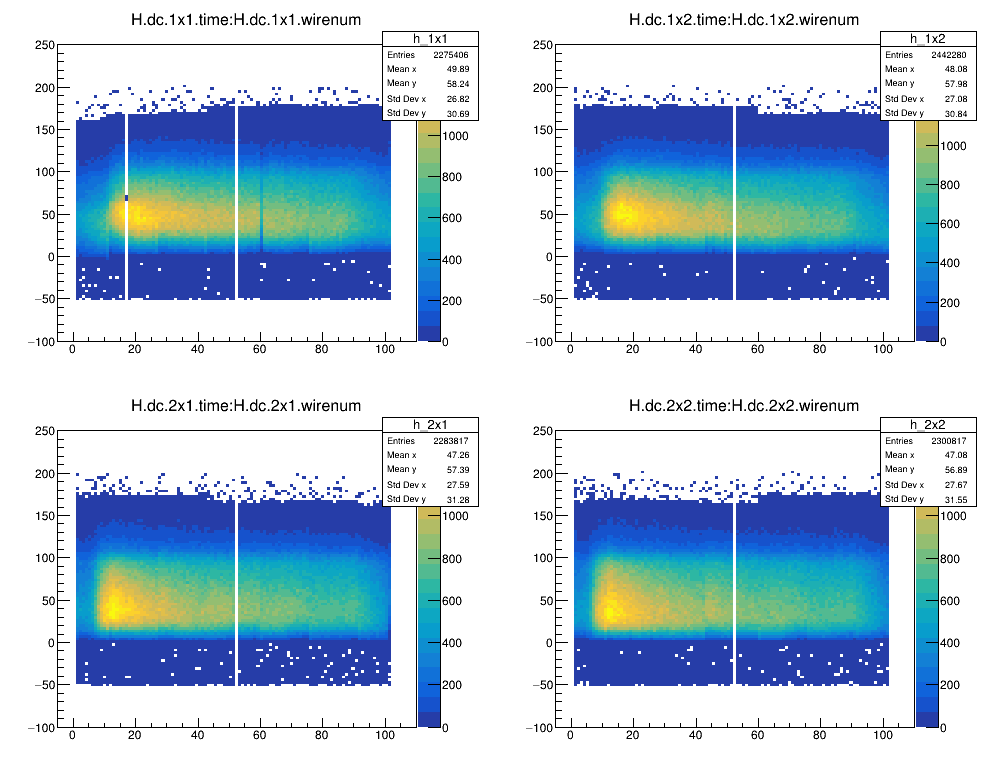 H.dc.1x1.time:H.dc.1x1.wirenum
h_1x1
Entries 2275406
Mean x 49.89
Mean y 58.24
Std Dev x 26.82
Std Dev y 30.69
250
200
150
100
50
0
−50
−100
0 20 40 60 80 100
1000
800
600
400
200
0
H.dc.1x2.time:H.dc.1x2.wirenum
h_1x2
Entries 2442280
Mean x 48.08
Mean y 57.98
Std Dev x 27.08
Std Dev y 30.84
250
200
150
100
50
0
−50
−100
0 20 40 60 80 100
1000
800
600
400
200
0
H.dc.2x1.time:H.dc.2x1.wirenum
h_2x1
Entries 2283817
Mean x 47.26
Mean y 57.39
Std Dev x 27.59
Std Dev y 31.28
250
200
150
100
50
0
−50
−100
0 20 40 60 80 100
1000
800
600
400
200
0
H.dc.2x2.time:H.dc.2x2.wirenum
h_2x2
Entries 2300817
Mean x 47.08
Mean y 56.89
Std Dev x 27.67
Std Dev y 31.55
250
200
150
100
50
0
−50
−100
0 20 40 60 80 100
1000
800
600
400
200
0